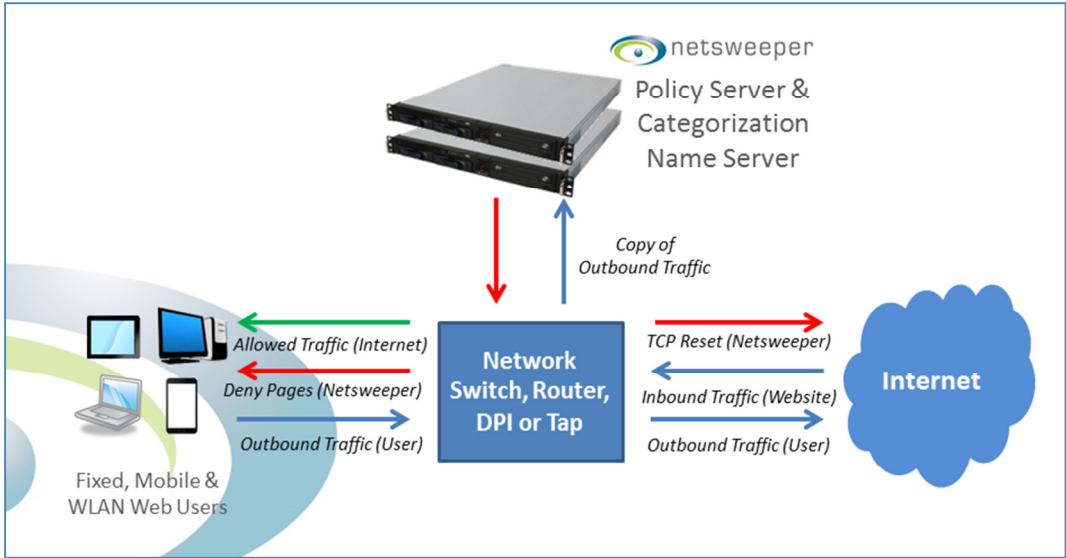 netsweeper
Policy Server &
Categorization
Name Server
Copy of
Outbound Traffic
Allowed Traffic (Internet)
Deny Pages (Netsweeper)
Outbound Traffic (User)
Network
Switch, Router,
DPI or Tap
TCP Reset (Netsweeper)
Inbound Traffic (Website)
Outbound Traffic (User)
Internet
Fixed, Mobile &
WLAN Web Users